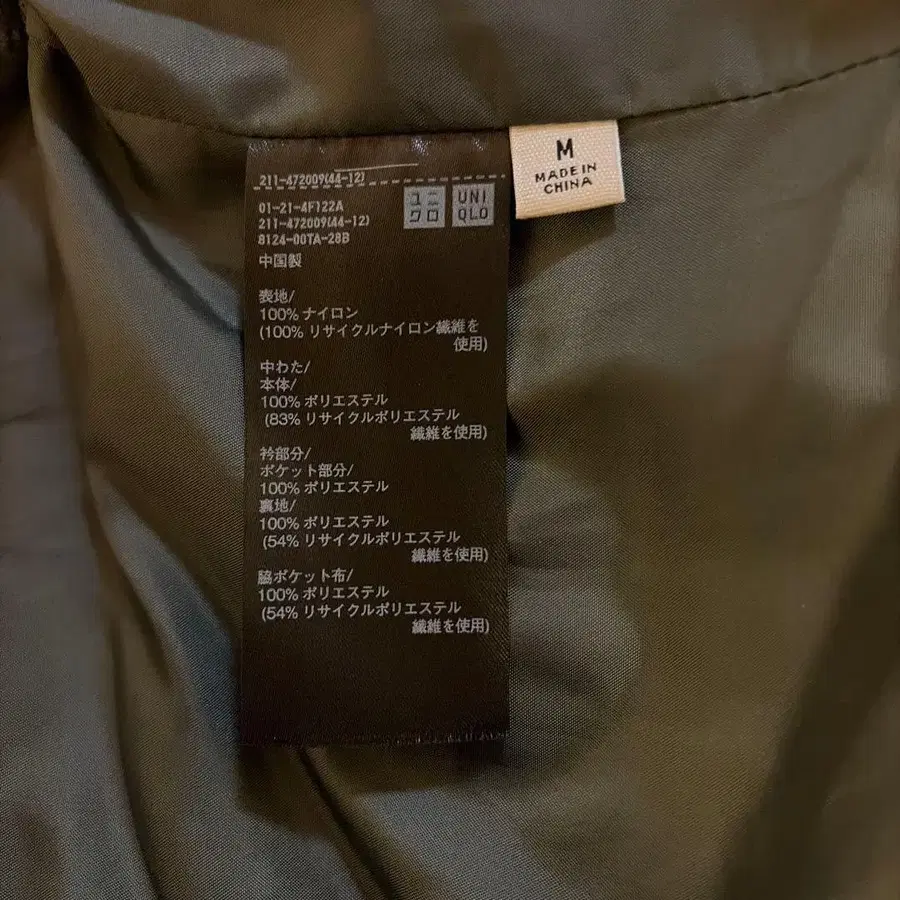 211-472009(44-12)
01-21-4F122A
211-472009(44-12)
8124-00TA-28B
ユニ
クロ
UNI
QLO
中国製
表地/
100% ナイロン
(100% リサイクルナイロン繊維を
使用)
中わた/
本体/
100% ポリエステル
(83% リサイクルポリエステル
繊維を使用)
衿部分/
ポケット部分/
100% ポリエステル
裏地/
100% ポリエステル
(54% リサイクルポリエステル
繊維を使用)
脇ポケット布/
100% ポリエステル
(54% リサイクルポリエステル
繊維を使用)
M
MADE IN
CHINA